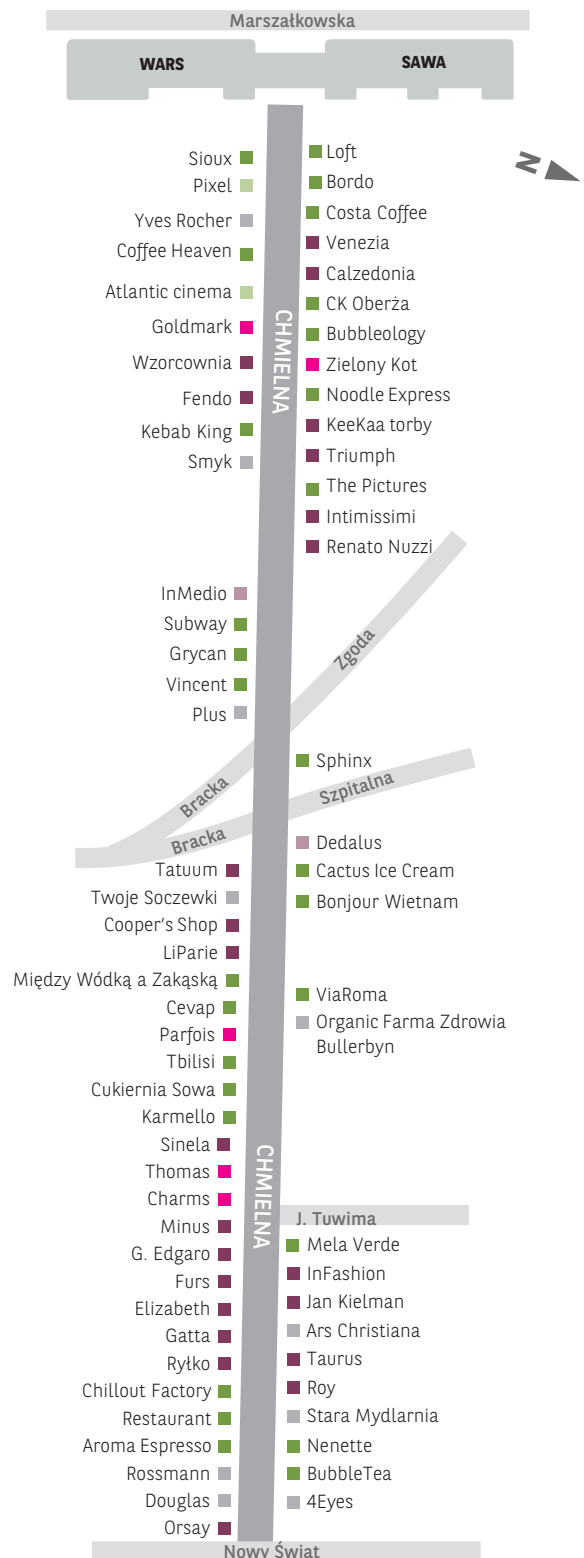 Marszałkowska
WARS
SAWA
N
CHMIELNA
Sioux
Pixel
Yves Rocher
Coffee Heaven
Atlantic cinema
Goldmark
Wzorcownia
Fendo
Kebab King
Smyk
Loft
Bordo
Costa Coffee
Venezia
Calzedonia
CK Oberża
Bubbleology
Zielony Kot
Noodle Express
KeeKaa torby
Triumph
The Pictures
Intimissimi
Renato Nuzzi
InMedio
Subway
Grycan
Vincent
Plus
Zgoda
Bracka
Sphinx
Szpitalna
Bracka
Tatuum
Twoje Soczewki
Cooper's Shop
LiParie
Między Wódką a Zakąską
Cevap
Parfois
Tbilisi
Cukiernia Sowa
Karmello
Sinela
Thomas
Charms
Minus
G. Edgaro
Furs
Elizabeth
Gatta
Ryłko
Chillout Factory
Restaurant
Aroma Espresso
Rossmann
Douglas
Orsay
Dedalus
Cactus Ice Cream
Bonjour Wietnam
ViaRoma
Organic Farma Zdrowia
Bullerbyn
CHMIELNA
J. Tuwima
Mela Verde
InFashion
Jan Kielman
Ars Christiana
Taurus
Roy
Stara Mydlarnia
Nenette
BubbleTea
4Eyes
Nowy Świat